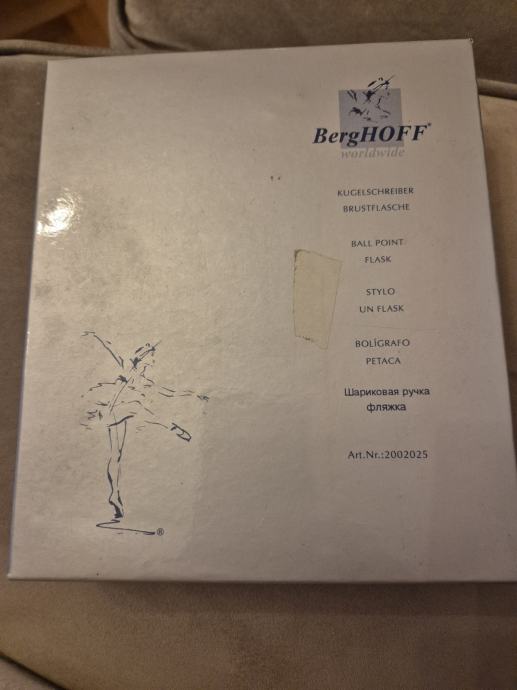 BergHOFF®
worldwide
KUGELSCHREIBER
BRUSTFLASCHE
BALL POINT
FLASK
STYLO
UN FLASK
BOLÍGRAFO
PETACA
Шариковая ручка
фляжка
Art.Nr.:2002025
®